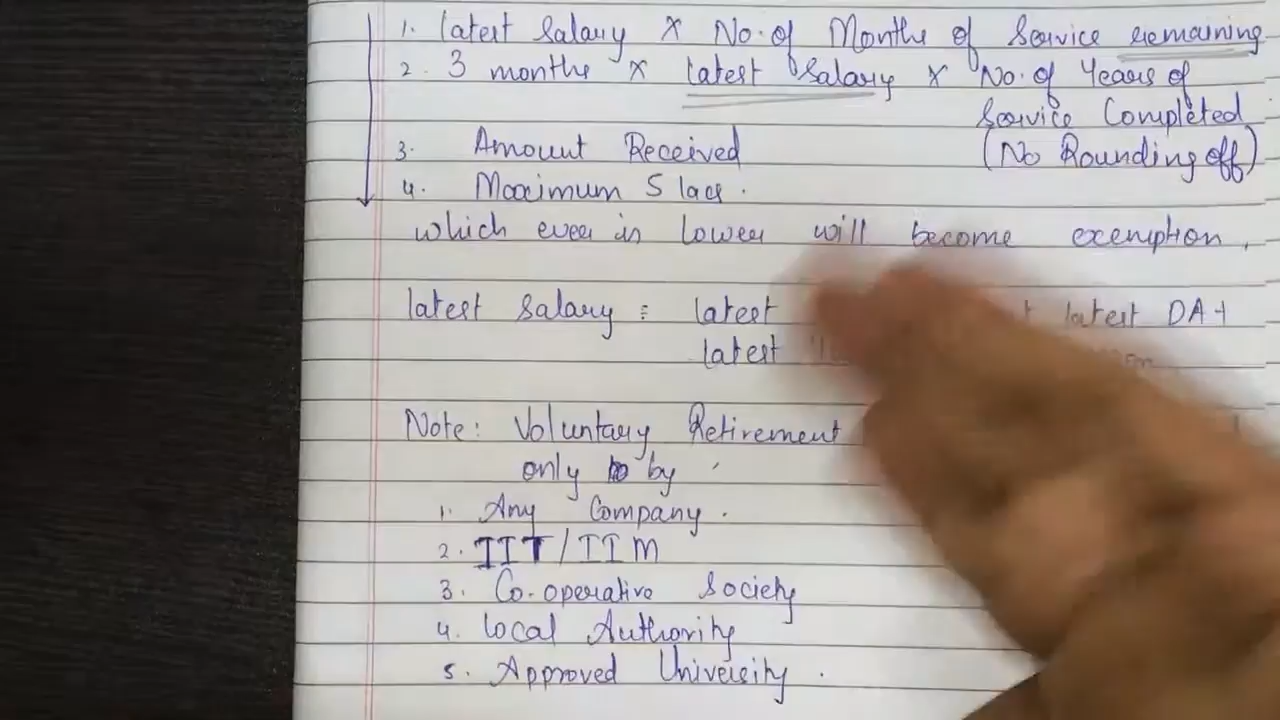 1. latest Salary X No. of Months of Service remaining
2. 3 months X latest Salary X No. of Years of
Service Completed
3. Amount Received
(No Rounding off)
4. Maximum 5 lacs.
which ever is lower will become exemption.
latest Salary : latest latest DA +
latest
Note: Voluntary Retirement
only by
1. Any Company.
2. IIT/IIM
3. Co-operative Society
4. Local Authority
5. Approved University.